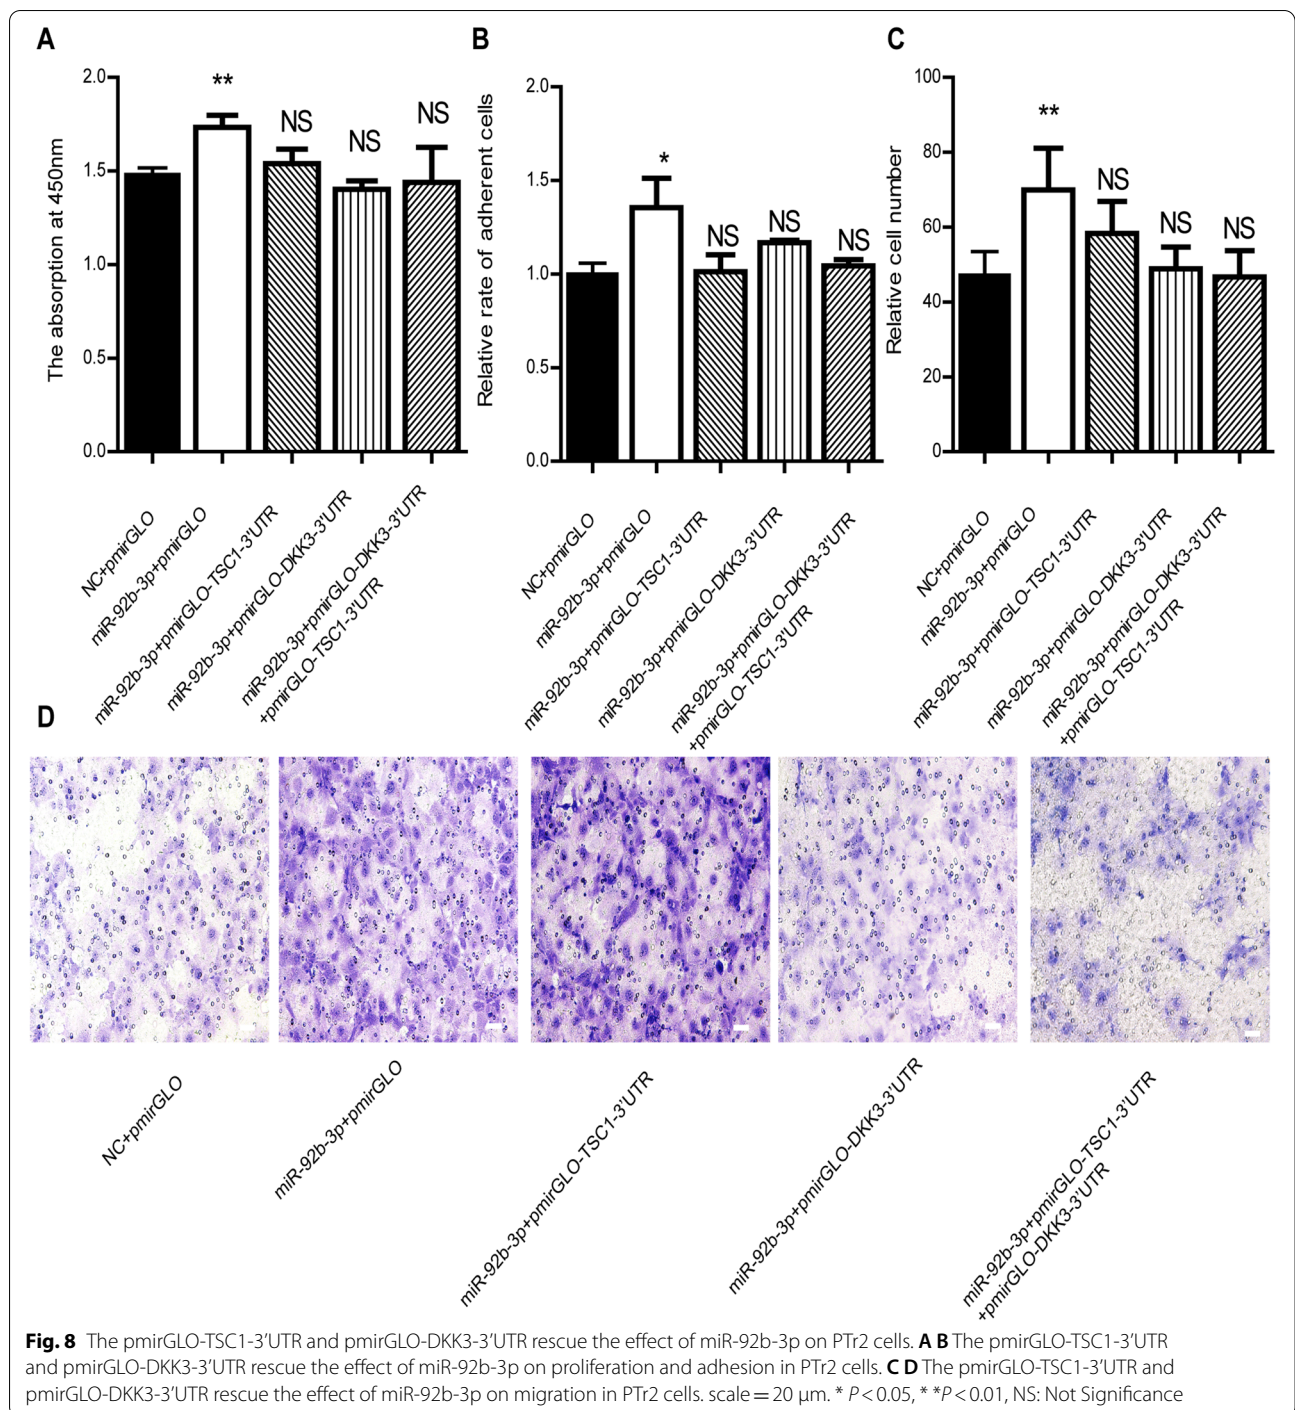 A
The absorption at 450nm
2.0
1.5
1.0
0.5
0.0
**
NS
NS
NS
NC+pmirGLO
miR-92b-3p+pmirGLO
miR-92b-3p+pmirGLO-TSC1-3'UTR
miR-92b-3p+pmirGLO-DKK3-3'UTR
miR-92b-3p+pmirGLO-DKK3-3'UTR
+pmirGLO-TSC1-3'UTR
B
Relative rate of adherent cells
2.0
1.5
1.0
0.5
0.0
*
NS
NS
NS
NC+pmirGLO
miR-92b-3p+pmirGLO
miR-92b-3p+pmirGLO-TSC1-3'UTR
miR-92b-3p+pmirGLO-DKK3-3'UTR
miR-92b-3p+pmirGLO-DKK3-3'UTR
+pmirGLO-TSC1-3'UTR
C
Relative cell number
100
80
60
40
20
0
**
NS
NS
NS
NC+pmirGLO
miR-92b-3p+pmirGLO
miR-92b-3p+pmirGLO-TSC1-3'UTR
miR-92b-3p+pmirGLO-DKK3-3'UTR
miR-92b-3p+pmirGLO-DKK3-3'UTR
+pmirGLO-TSC1-3'UTR
D
NC+pmirGLO
miR-92b-3p+pmirGLO
miR-92b-3p+pmirGLO-TSC1-3'UTR
miR-92b-3p+pmirGLO-DKK3-3'UTR
miR-92b-3p+pmirGLO-TSC1-3'UTR
+pmirGLO-DKK3-3'UTR
Fig. 8 The pmirGLO-TSC1-3′UTR and pmirGLO-DKK3-3′UTR rescue the effect of miR-92b-3p on PTr2 cells. A B The pmirGLO-TSC1-3′UTR
and pmirGLO-DKK3-3′UTR rescue the effect of miR-92b-3p on proliferation and adhesion in PTr2 cells. C D The pmirGLO-TSC1-3′UTR and
pmirGLO-DKK3-3′UTR rescue the effect of miR-92b-3p on migration in PTr2 cells. scale = 20 μm. * P < 0.05, * *P < 0.01, NS: Not Significance